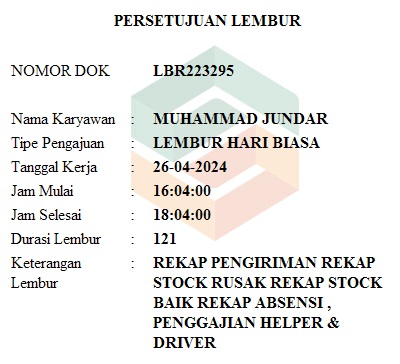 PERSETUJUAN LEMBUR
NOMOR DOK LBR223295
Nama Karyawan : MUHAMMAD JUNDAR
Tipe Pengajuan : LEMBUR HARI BIASA
Tanggal Kerja : 26-04-2024
Jam Mulai : 16:04:00
Jam Selesai : 18:04:00
Durasi Lembur : 121
Keterangan : REKAP PENGIRIMAN REKAP
Lembur STOCK RUSAK REKAP STOCK
BAIK REKAP ABSENSI ,
PENGGAJIAN HELPER &
DRIVER